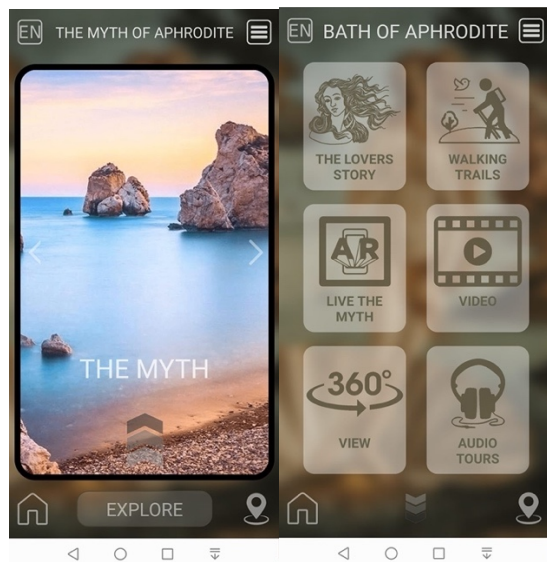 EN THE MYTH OF APHRODITE
THE MYTH
EXPLORE
EN BATH OF APHRODITE
THE LOVERS
STORY
WALKING
TRAILS
AR
LIVE THE
MYTH
VIDEO
360°
VIEW
AUDIO
TOURS